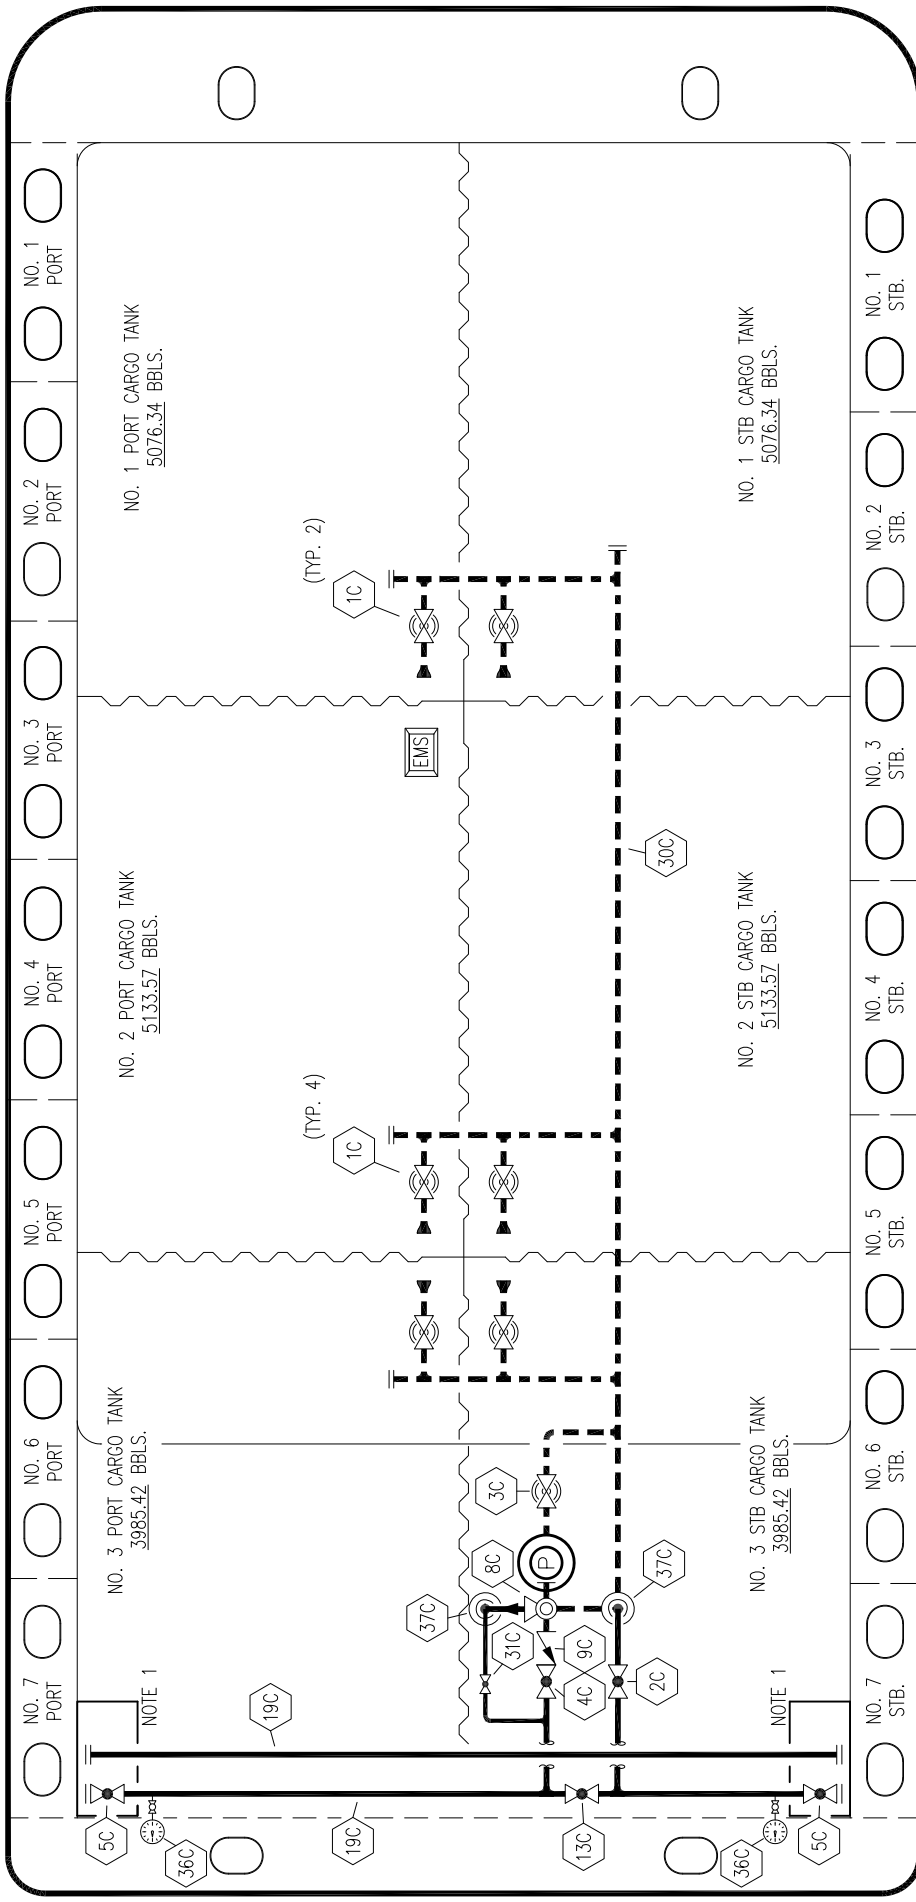 NO. 1
PORT
NO. 2
PORT
NO. 3
PORT
NO. 4
PORT
NO. 5
PORT
NO. 6
PORT
NO. 7
PORT
NO. 1 PORT CARGO TANK
5076.34 BBLS.
NO. 2 PORT CARGO TANK
5133.57 BBLS.
NO. 3 PORT CARGO TANK
3985.42 BBLS.
NOTE 1
(TYP. 2)
1C
EMS
(TYP. 4)
1C
30C
3C
P
8C
37C
37C
31C
9C
4C
2C
19C
19C
13C
5C
36C
36C
5C
NOTE 1
NO. 1 STB CARGO TANK
5076.34 BBLS.
NO. 2 STB CARGO TANK
5133.57 BBLS.
NO. 3 STB CARGO TANK
3985.42 BBLS.
NO. 1
STB.
NO. 2
STB.
NO. 3
STB.
NO. 4
STB.
NO. 5
STB.
NO. 6
STB.
NO. 7
STB.